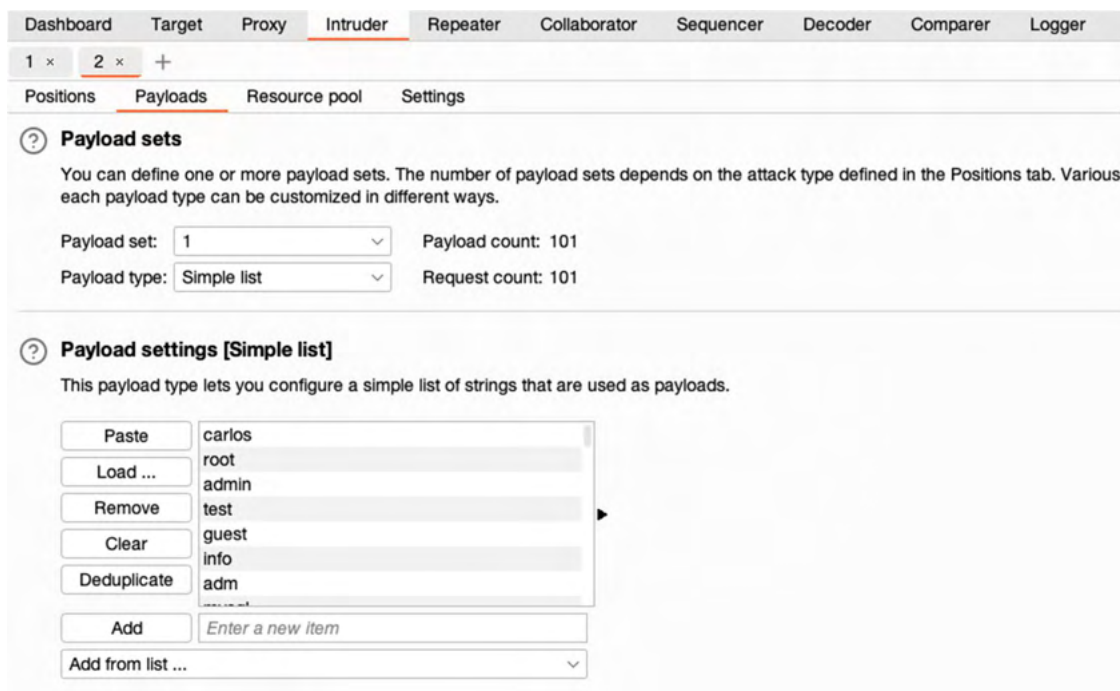 Dashboard Target Proxy Intruder Repeater Collaborator Sequencer Decoder Comparer Logger
1 × 2 × +
Positions Payloads Resource pool Settings
? Payload sets
You can define one or more payload sets. The number of payload sets depends on the attack type defined in the Positions tab. Various
each payload type can be customized in different ways.
Payload set: 1 Payload count: 101
Payload type: Simple list Request count: 101
? Payload settings [Simple list]
This payload type lets you configure a simple list of strings that are used as payloads.
Paste carlos
root
Load ... admin
Remove test
guest
Clear info
Deduplicate adm
Add Enter a new item
Add from list ...